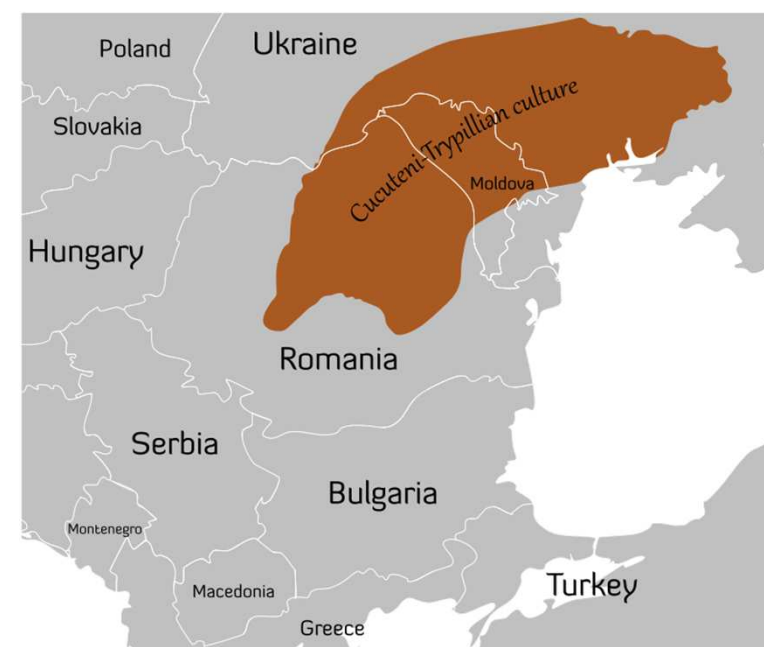 Poland
Ukraine
Slovakia
Cucuteni-Trypillian culture
Moldova
Hungary
Romania
Serbia
Bulgaria
Montenegro
Macedonia
Turkey
Greece